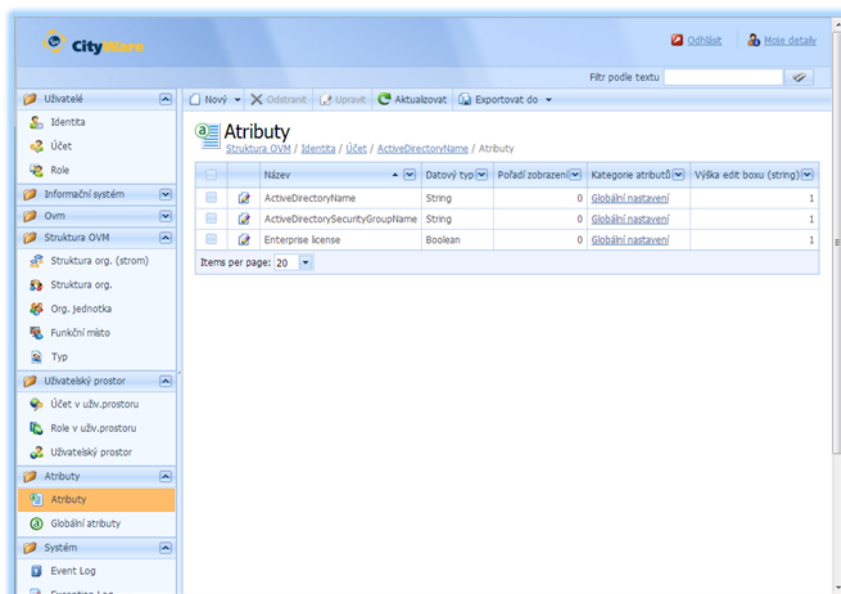 CityWare
Odhlásit Moje detaily
Filtr podle textu
Uživatelé
Identita
Účet
Role
Informační systém
Ovm
Struktura OVM
Struktura org. (strom)
Struktura org.
Org. jednotka
Funkční místo
Typ
Uživatelský prostor
Účet v uživ.prostoru
Role v uživ.prostoru
Uživatelský prostor
Atributy
Atributy
Globální atributy
Systém
Event Log
Exception Log
Nový Odstranit Upravit Aktualizovat Exportovat do
Atributy
Struktura OVM / Identita / Účet / ActiveDirectoryName / Atributy
Název Datový typ Pořadí zobrazení Kategorie atributů Výška edit boxu (string)
ActiveDirectoryName String 0 Globální nastavení 1
ActiveDirectorySecurityGroupName String 0 Globální nastavení 1
Enterprise license Boolean 0 Globální nastavení 1
Items per page: 20